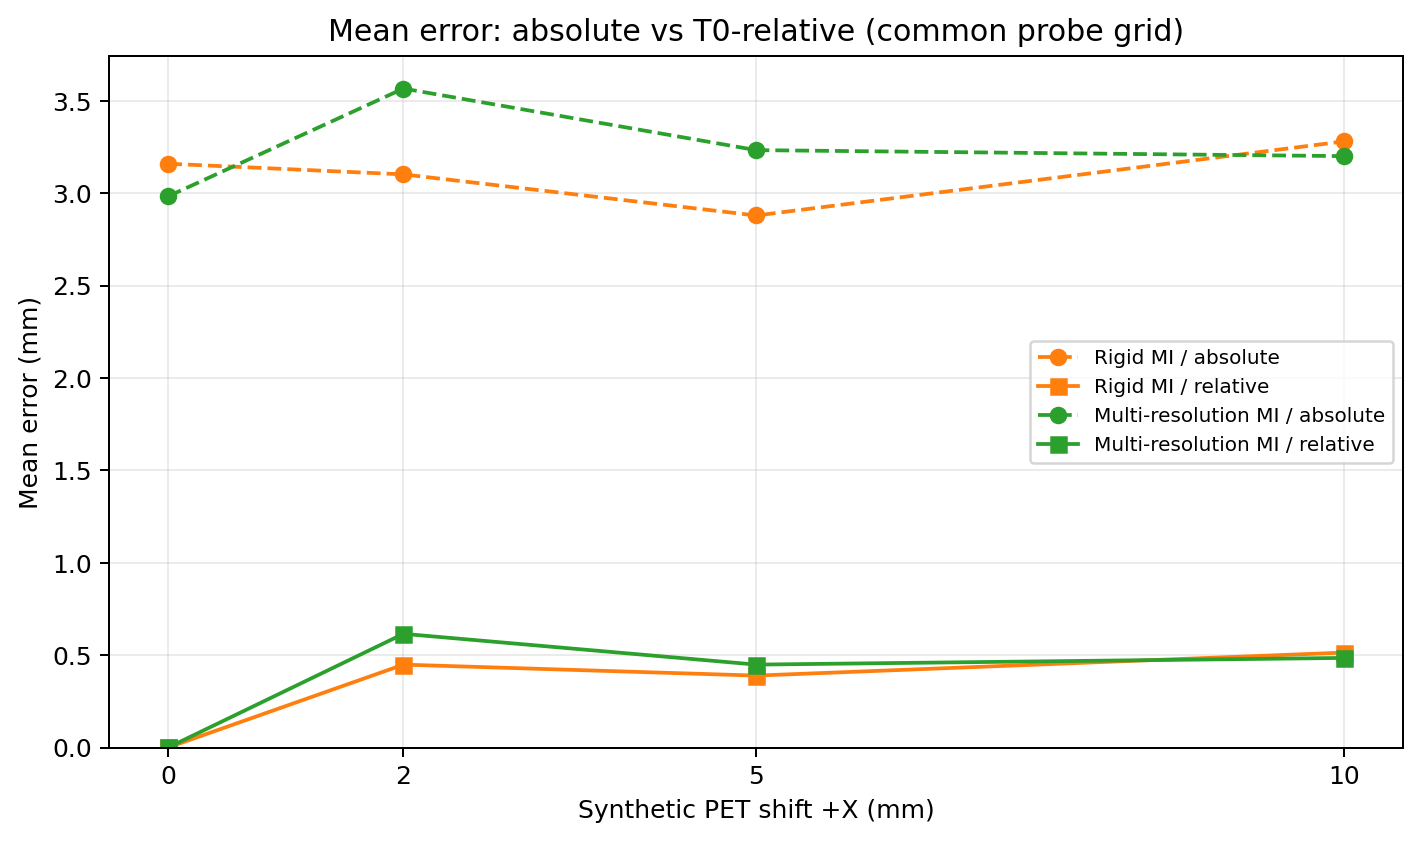 Mean error: absolute vs T0-relative (common probe grid)
Mean error (mm)
3.5
3.0
2.5
2.0
1.5
1.0
0.5
0.0
Rigid MI / absolute
Rigid MI / relative
Multi-resolution MI / absolute
Multi-resolution MI / relative
0 2 5 10
Synthetic PET shift +X (mm)